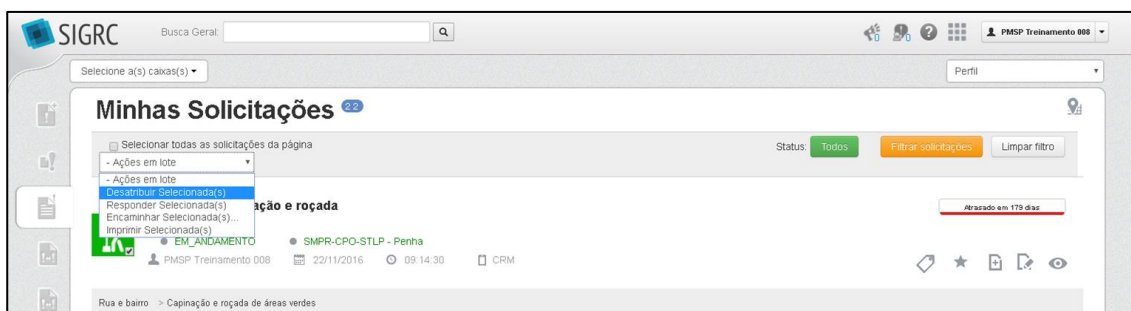 SIGRC
Busca Geral:
0
0
PMSP Treinamento 008
Selecione a(s) caixas(s)
Perfil
Minhas Solicitações 22
Selecionar todas as solicitações da página
- Ações em lote
Status: Todos
Filtrar solicitações
Limpar filtro
- Ações em lote
Desatribuir Selecionada(s)
Responder Selecionada(s)
Encaminhar Selecionada(s)...
Imprimir Selecionada(s)
ação e roçada
Atrasado em 179 dias
EM_ANDAMENTO
SMPR-CPO-STLP - Penha
PMSP Treinamento 008 22/11/2016 09:14:30 CRM
Rua e bairro > Capinação e roçada de áreas verdes